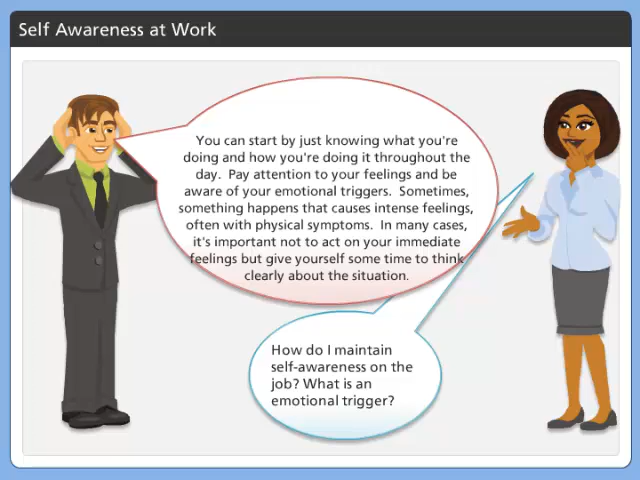 Self Awareness at Work
You can start by just knowing what you're
doing and how you're doing it throughout the
day.  Pay attention to your feelings and be
aware of your emotional triggers.  Sometimes,
something happens that causes intense feelings,
often with physical symptoms.  In many cases,
it's important not to act on your immediate
feelings but give yourself some time to think
clearly about the situation.
How do I maintain
self-awareness on the
job? What is an
emotional trigger?